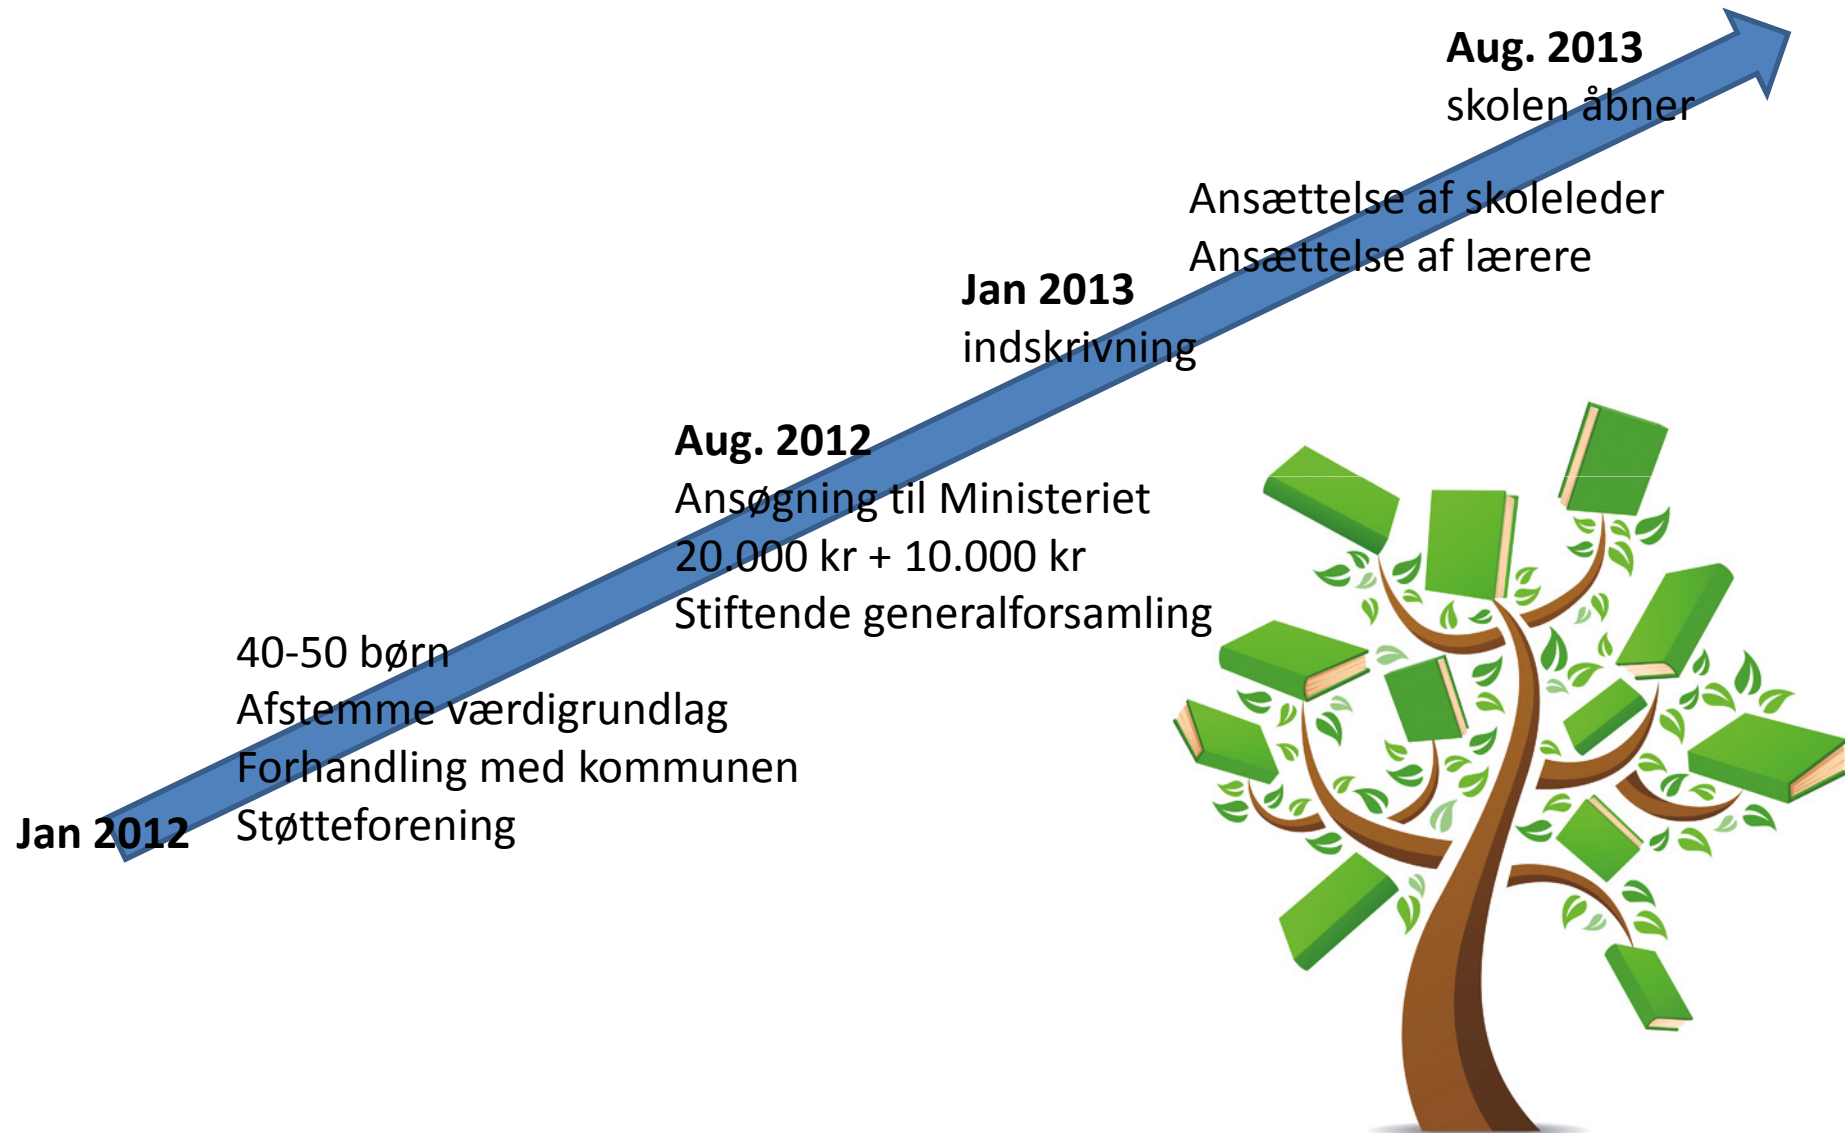 Jan 2012
40-50 børn
Afstemme værdigrundlag
Forhandling med kommunen
Støtteforening
Aug. 2012
Ansøgning til Ministeriet
20.000 kr + 10.000 kr
Stiftende generalforsamling
Jan 2013
indskrivning
Ansættelse af skoleleder
Ansættelse af lærere
Aug. 2013
skolen åbner